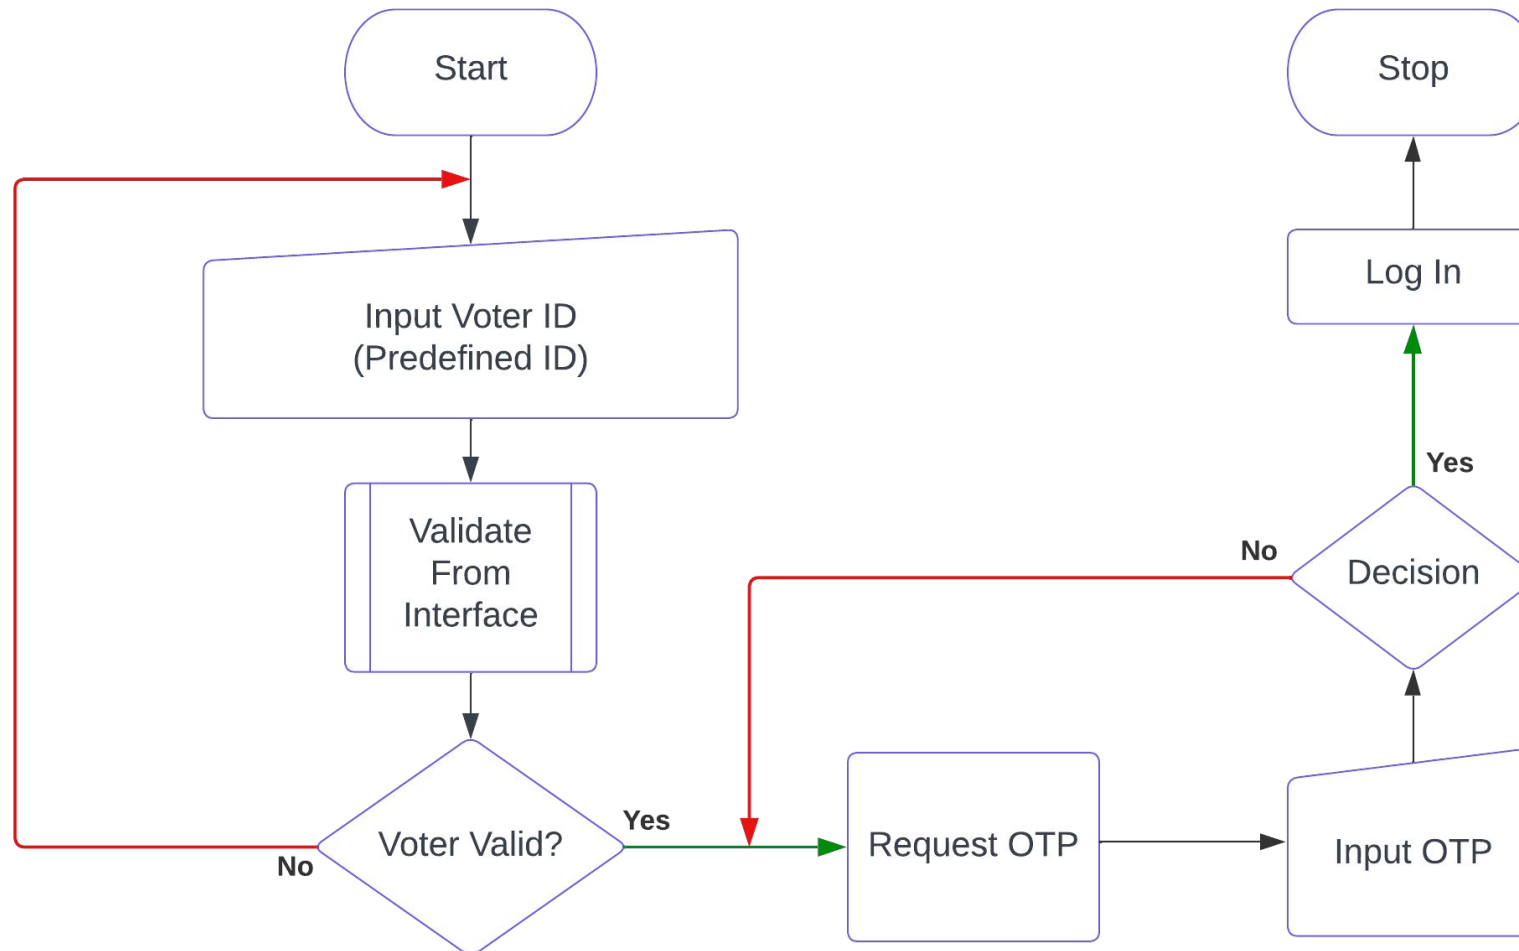 Start
Input Voter ID
(Predefined ID)
Validate
From
Interface
Voter Valid?
No
Yes
Request OTP
Input OTP
Decision
No
Yes
Log In
Stop